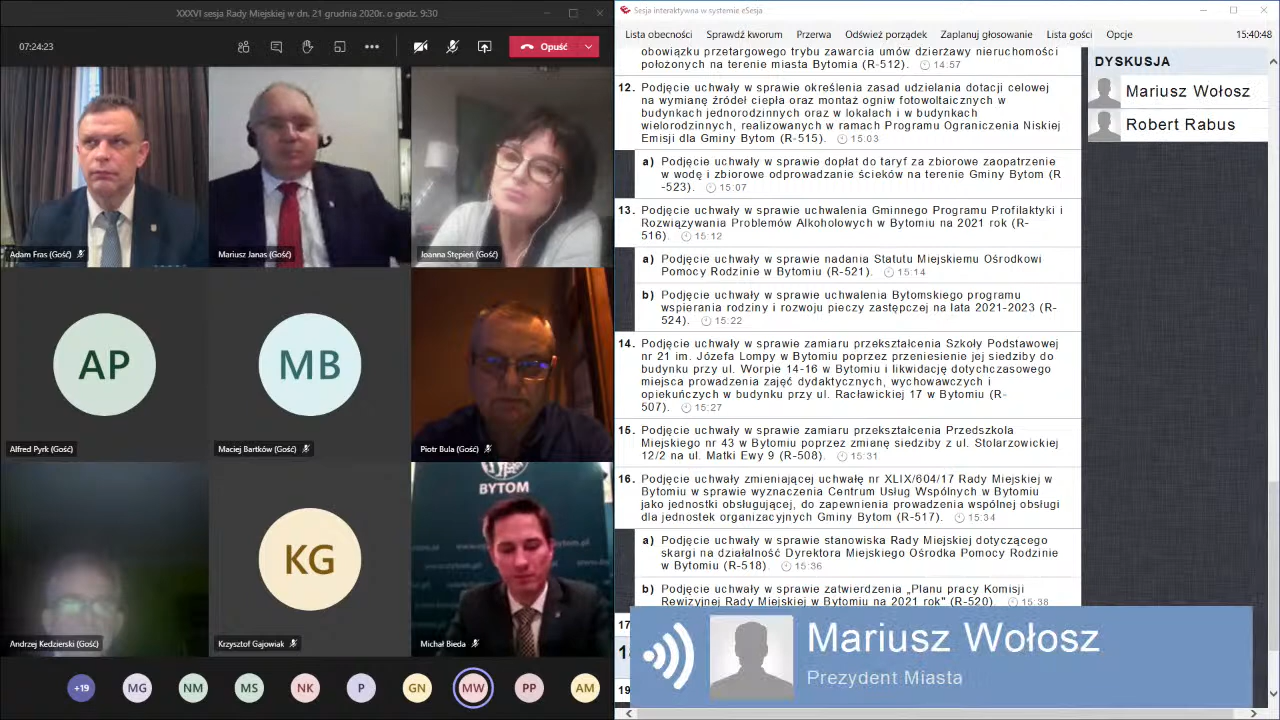 XXXVI sesja Rady Miejskiej w dn. 21 grudnia 2020r. o godz. 9:30
07:24:23
Opuść
Adam Fras (Gość)
Mariusz Janas (Gość)
Joanna Stępień (Gość)
AP
Alfred Pyrk (Gość)
MB
Maciej Bartków (Gość)
Piotr Bula (Gość)
Andrzej Kedzierski (Gość)
KG
Krzysztof Gajowiak
BYTOM
Michał Bieda
+19
MG
NM
MS
NK
P
GN
MW
PP
AM
Sesja interaktywna w systemie eSesja
Lista obecności
Sprawdź kworum
Przerwa
Odśwież porządek
Zaplanuj głosowanie
Lista gości
Opcje
15:40:48
obowiązku przetargowego trybu zawarcia umów dzierżawy nieruchomości
położonych na terenie miasta Bytomia (R-512). 14:57
12. Podjęcie uchwały w sprawie określenia zasad udzielania dotacji celowej
na wymianę źródeł ciepła oraz montaż ogniw fotowoltaicznych w
budynkach jednorodzinnych oraz w lokalach i w budynkach
wielorodzinnych, realizowanych w ramach Programu Ograniczenia Niskiej
Emisji dla Gminy Bytom (R-515). 15:03
a) Podjęcie uchwały w sprawie dopłat do taryf za zbiorowe zaopatrzenie
w wodę i zbiorowe odprowadzanie ścieków na terenie Gminy Bytom (R
-523). 15:07
13. Podjęcie uchwały w sprawie uchwalenia Gminnego Programu Profilaktyki i
Rozwiązywania Problemów Alkoholowych w Bytomiu na 2021 rok (R-
516). 15:12
a) Podjęcie uchwały w sprawie nadania Statutu Miejskiemu Ośrodkowi
Pomocy Rodzinie w Bytomiu (R-521). 15:14
b) Podjęcie uchwały w sprawie uchwalenia Bytomskiego programu
wspierania rodziny i rozwoju pieczy zastępczej na lata 2021-2023 (R-
524). 15:22
14. Podjęcie uchwały w sprawie zamiaru przekształcenia Szkoły Podstawowej
nr 21 im. Józefa Lompy w Bytomiu poprzez przeniesienie jej siedziby do
budynku przy ul. Worpie 14-16 w Bytomiu i likwidację dotychczasowego
miejsca prowadzenia zajęć dydaktycznych, wychowawczych i
opiekuńczych w budynku przy ul. Racławickiej 17 w Bytomiu (R-
507). 15:27
15. Podjęcie uchwały w sprawie zamiaru przekształcenia Przedszkola
Miejskiego nr 43 w Bytomiu poprzez zmianę siedziby z ul. Stolarzowickiej
12/2 na ul. Matki Ewy 9 (R-508). 15:31
16. Podjęcie uchwały zmieniającej uchwałę nr XLIX/604/17 Rady Miejskiej w
Bytomiu w sprawie wyznaczenia Centrum Usług Wspólnych w Bytomiu
jako jednostki obsługującej, do zapewnienia prowadzenia wspólnej obsługi
dla jednostek organizacyjnych Gminy Bytom (R-517). 15:34
a) Podjęcie uchwały w sprawie stanowiska Rady Miejskiej dotyczącego
skargi na działalność Dyrektora Miejskiego Ośrodka Pomocy Rodzinie
w Bytomiu (R-518). 15:36
b) Podjęcie uchwały w sprawie zatwierdzenia „Planu pracy Komisji
Rewizyjnej Rady Miejskiej w Bytomiu na 2021 rok" (R-520). 15:38
17
19
DYSKUSJA
Mariusz Wołosz
Robert Rabus
Mariusz Wołosz
Prezydent Miasta